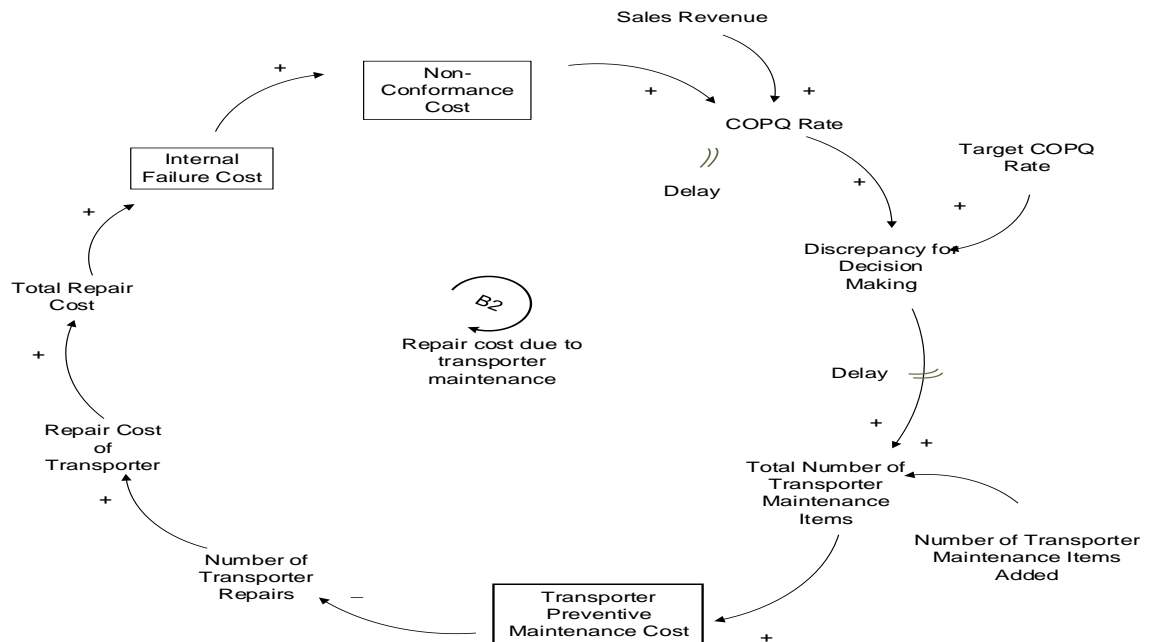 Sales Revenue
+
Non-
Conformance
Cost
+
+
COPQ Rate
Delay
+
Target COPQ
Rate
+
Discrepancy for
Decision
Making
Delay
+
+
Total Number of
Transporter
Maintenance
Items
Number of Transporter
Maintenance Items
Added
+
Transporter
Preventive
Maintenance Cost
–
Number of
Transporter
Repairs
+
Repair Cost
of
Transporter
+
Total Repair
Cost
+
Internal
Failure Cost
B2
Repair cost due to
transporter
maintenance